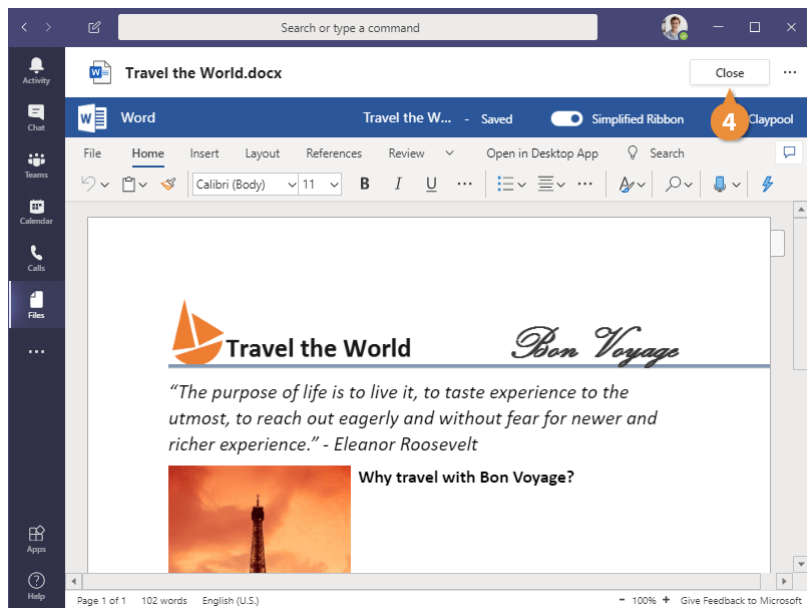 Search or type a command
Activity
Chat
Teams
Calendar
Calls
Files
Apps
Help
Travel the World.docx
Close
4
Word
Travel the W... - Saved
Simplified Ribbon
Claypool
File Home Insert Layout References Review Open in Desktop App Search
Calibri (Body) 11 B I U ...
Travel the World
Bon Voyage
“The purpose of life is to live it, to taste experience to the
utmost, to reach out eagerly and without fear for newer and
richer experience.” - Eleanor Roosevelt
Why travel with Bon Voyage?
Page 1 of 1 102 words English (U.S.) - 100% + Give Feedback to Microsoft